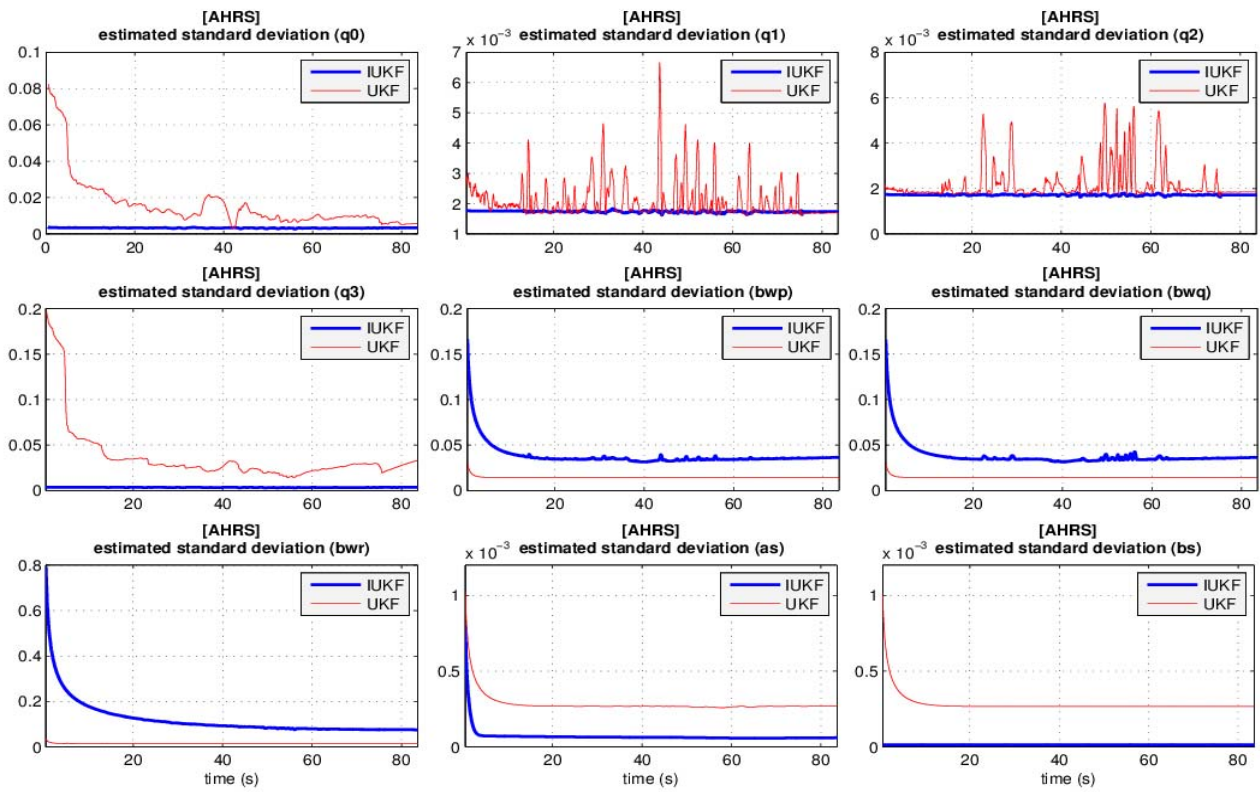 [AHRS]
estimated standard deviation (q0)
0.1
0.08
0.06
0.04
0.02
0
0 20 40 60 80
IUKF
UKF
[AHRS]
x 10⁻³ estimated standard deviation (q1)
7
6
5
4
3
2
1
20 40 60 80
IUKF
UKF
[AHRS]
x 10⁻³ estimated standard deviation (q2)
8
6
4
2
0
20 40 60 80
IUKF
UKF
[AHRS]
estimated standard deviation (q3)
0.2
0.15
0.1
0.05
0
20 40 60 80
IUKF
UKF
[AHRS]
estimated standard deviation (bwp)
0.2
0.15
0.1
0.05
0
20 40 60 80
IUKF
UKF
[AHRS]
estimated standard deviation (bwq)
0.2
0.15
0.1
0.05
0
20 40 60 80
IUKF
UKF
[AHRS]
estimated standard deviation (bwr)
0.8
0.6
0.4
0.2
0
20 40 60 80
time (s)
IUKF
UKF
[AHRS]
x 10⁻³ estimated standard deviation (as)
1
0.5
0
20 40 60 80
time (s)
IUKF
UKF
[AHRS]
x 10⁻³ estimated standard deviation (bs)
1
0.5
0
20 40 60 80
time (s)
IUKF
UKF